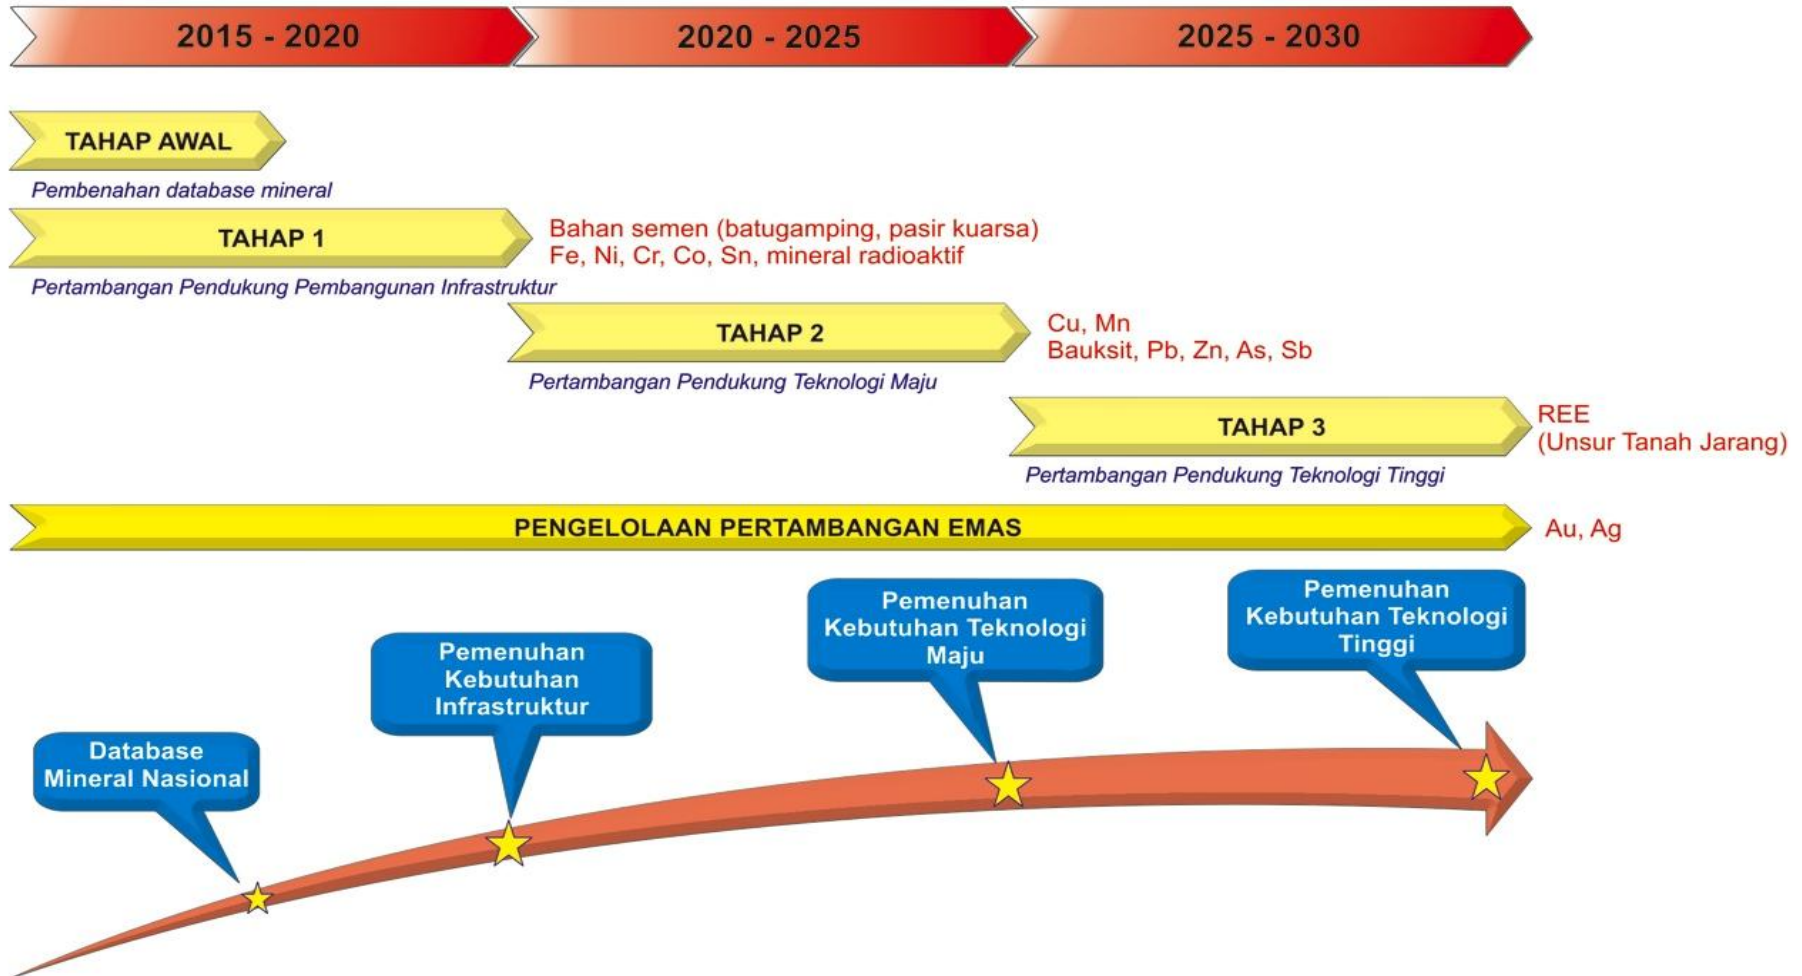 2015 - 2020
2020 - 2025
2025 - 2030
TAHAP AWAL
Pembenahan database mineral
TAHAP 1
Bahan semen (batugamping, pasir kuarsa)
Fe, Ni, Cr, Co, Sn, mineral radioaktif
Pertambangan Pendukung Pembangunan Infrastruktur
TAHAP 2
Cu, Mn
Bauksit, Pb, Zn, As, Sb
Pertambangan Pendukung Teknologi Maju
TAHAP 3
REE
(Unsur Tanah Jarang)
Pertambangan Pendukung Teknologi Tinggi
PENGELOLAAN PERTAMBANGAN EMAS
Au, Ag
Database
Mineral Nasional
Pemenuhan
Kebutuhan
Infrastruktur
Pemenuhan
Kebutuhan Teknologi
Maju
Pemenuhan
Kebutuhan Teknologi
Tinggi